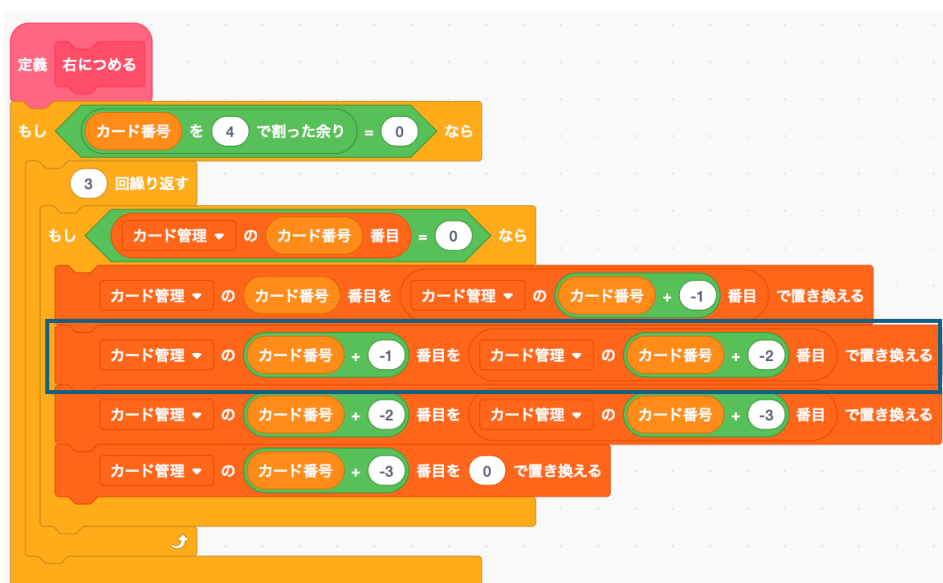 定義 右につめる
もし カード番号 を 4 で割った余り = 0 なら
3 回繰り返す
もし カード管理 の カード番号 番目 = 0 なら
カード管理 の カード番号 番目を カード管理 の カード番号 + -1 番目 で置き換える
カード管理 の カード番号 + -1 番目を カード管理 の カード番号 + -2 番目 で置き換える
カード管理 の カード番号 + -2 番目を カード管理 の カード番号 + -3 番目 で置き換える
カード管理 の カード番号 + -3 番目を 0 で置き換える